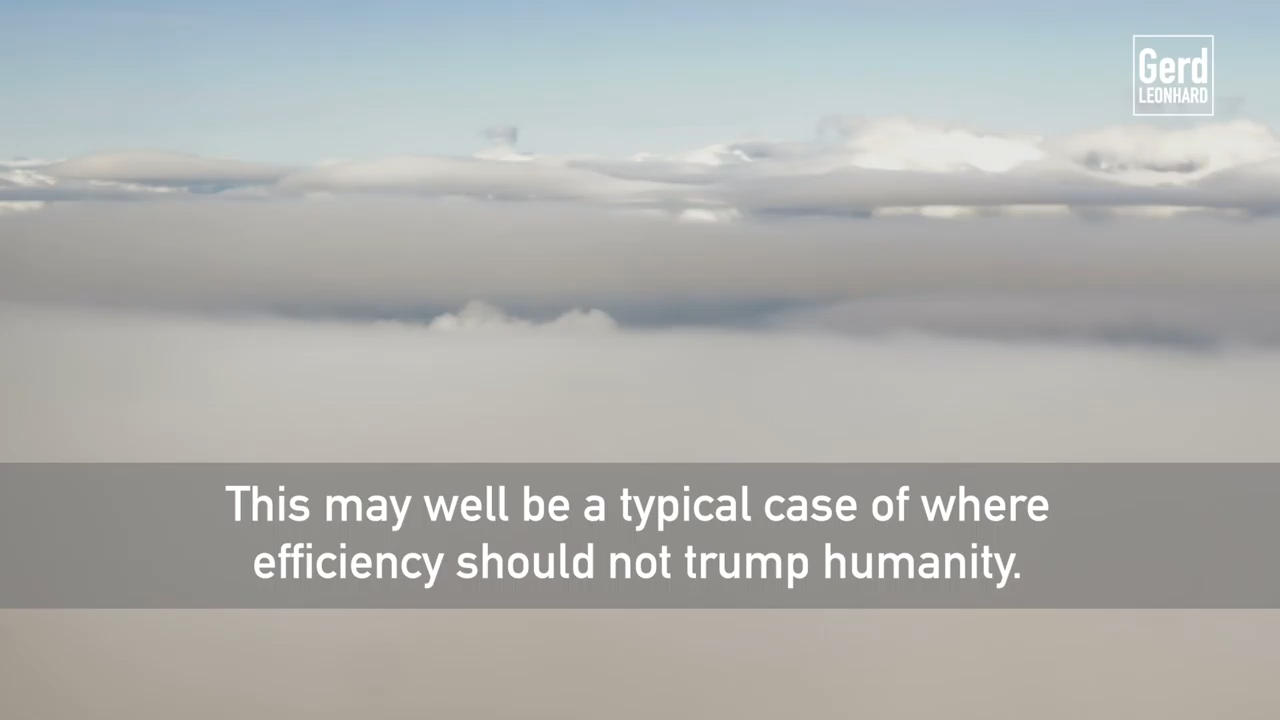 Gerd
LEONHARD
This may well be a typical case of where
efficiency should not trump humanity.